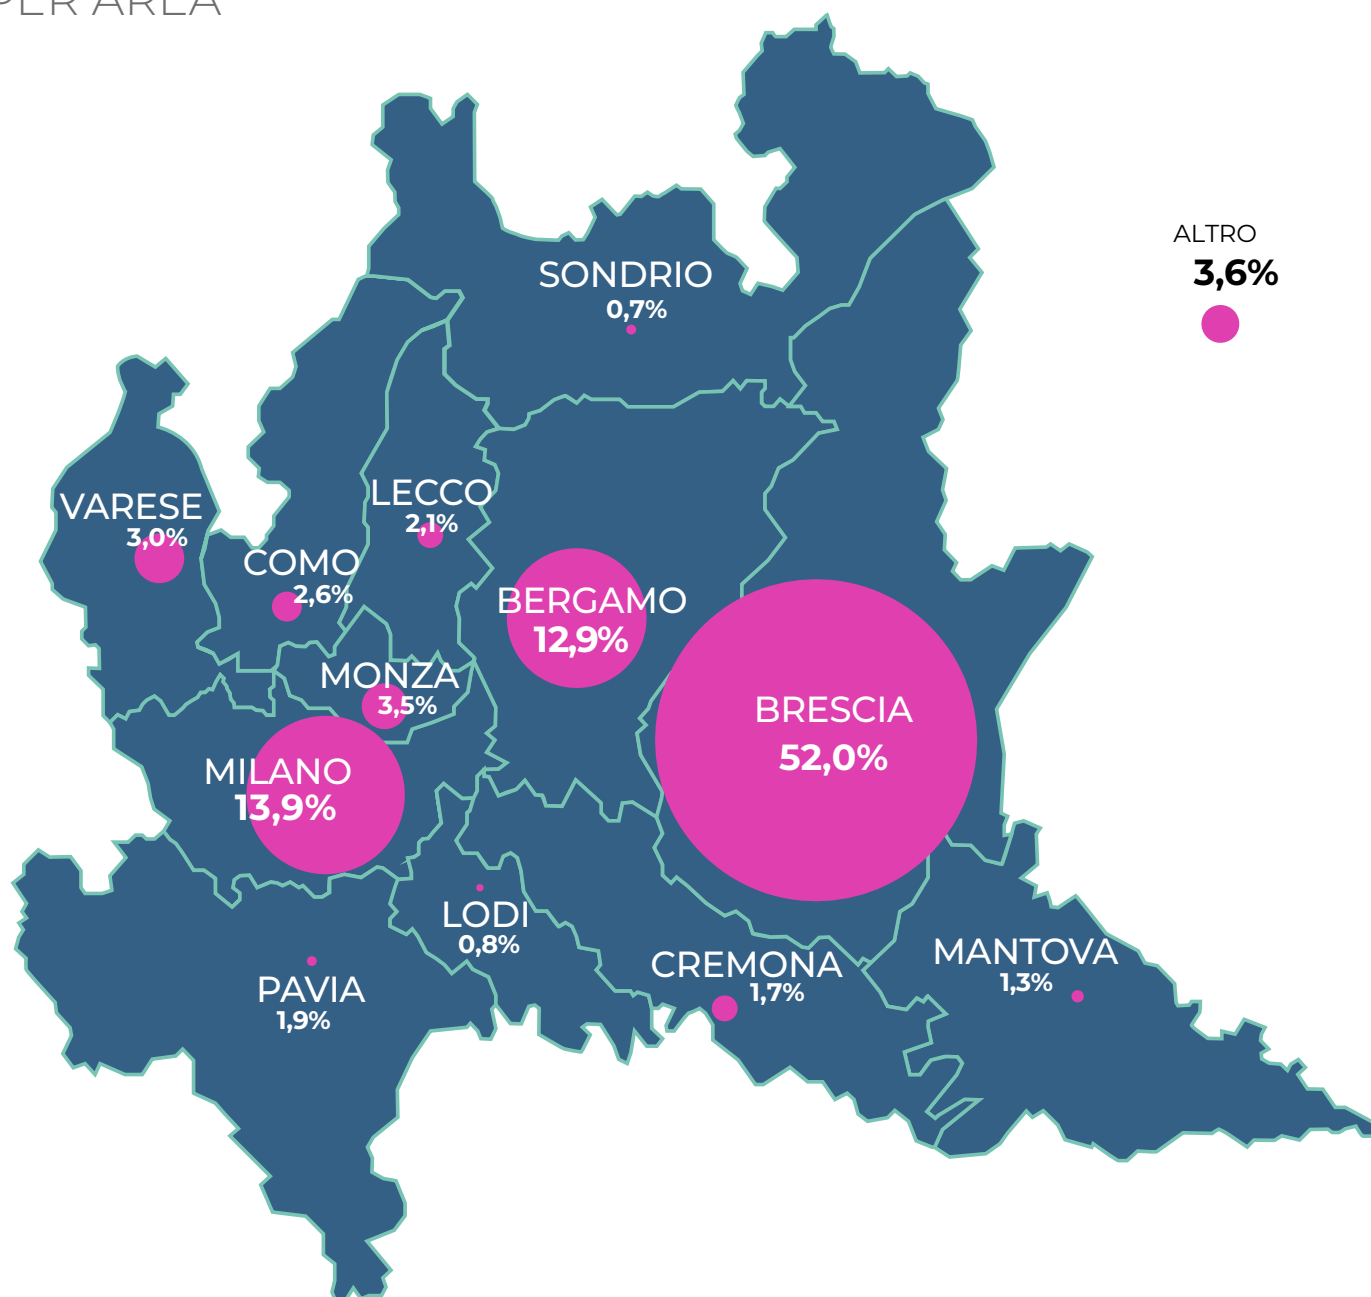 PER AREA
ALTRO
3,6%
SONDRIO
0,7%
VARESE
3,0%
LECCO
2,1%
COMO
2,6%
BERGAMO
12,9%
MONZA
3,5%
BRESCIA
52,0%
MILANO
13,9%
LODI
0,8%
CREMONA
1,7%
MANTOVA
1,3%
PAVIA
1,9%